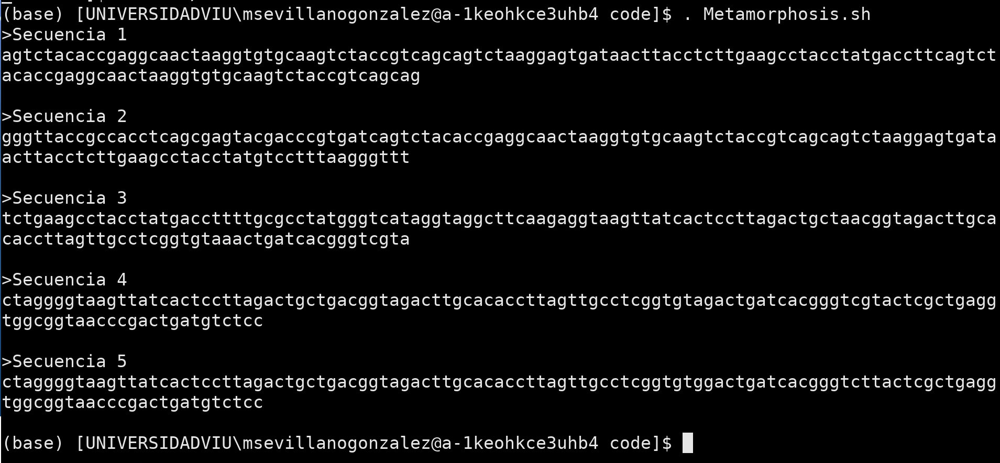 (base) [UNIVERSIDADVIU\msevillanogonzalez@a-1keohkce3uhb4 code]$ . Metamorphosis.sh
>Secuencia 1
agtctacaccgaggcaactaaggtgtgcaagtctaccgtcagcagtctaaggagtgataacttacctcttgaagcctacctatgaccttcagtct
acaccgaggcaactaaggtgtgcaagtctaccgtcagcag
>Secuencia 2
gggttaccgccacctcagcgagtacgacccgtgatcagtctacaccgaggcaactaaggtgtgcaagtctaccgtcagcagtctaaggagtgata
acttacctcttgaagcctacctatgtcctttaagggttt
>Secuencia 3
tctgaagcctacctatgaccttttgcgcctatgggtcataggtaggcttcaagaggtaagttatcactccttagactgctaacggtagacttgca
caccttagttgcctcggtgtaaactgatcacgggtcgta
>Secuencia 4
ctaggggtaagttatcactccttagactgctgacggtagacttgcacaccttagttgcctcggtgtagactgatcacgggtcgtactcgctgagg
tggcggtaacccgactgatgtctcc
>Secuencia 5
ctaggggtaagttatcactccttagactgctgacggtagacttgcacaccttagttgcctcggtgtggactgatcacgggtcttactcgctgagg
tggcggtaacccgactgatgtctcc
(base) [UNIVERSIDADVIU\msevillanogonzalez@a-1keohkce3uhb4 code]$